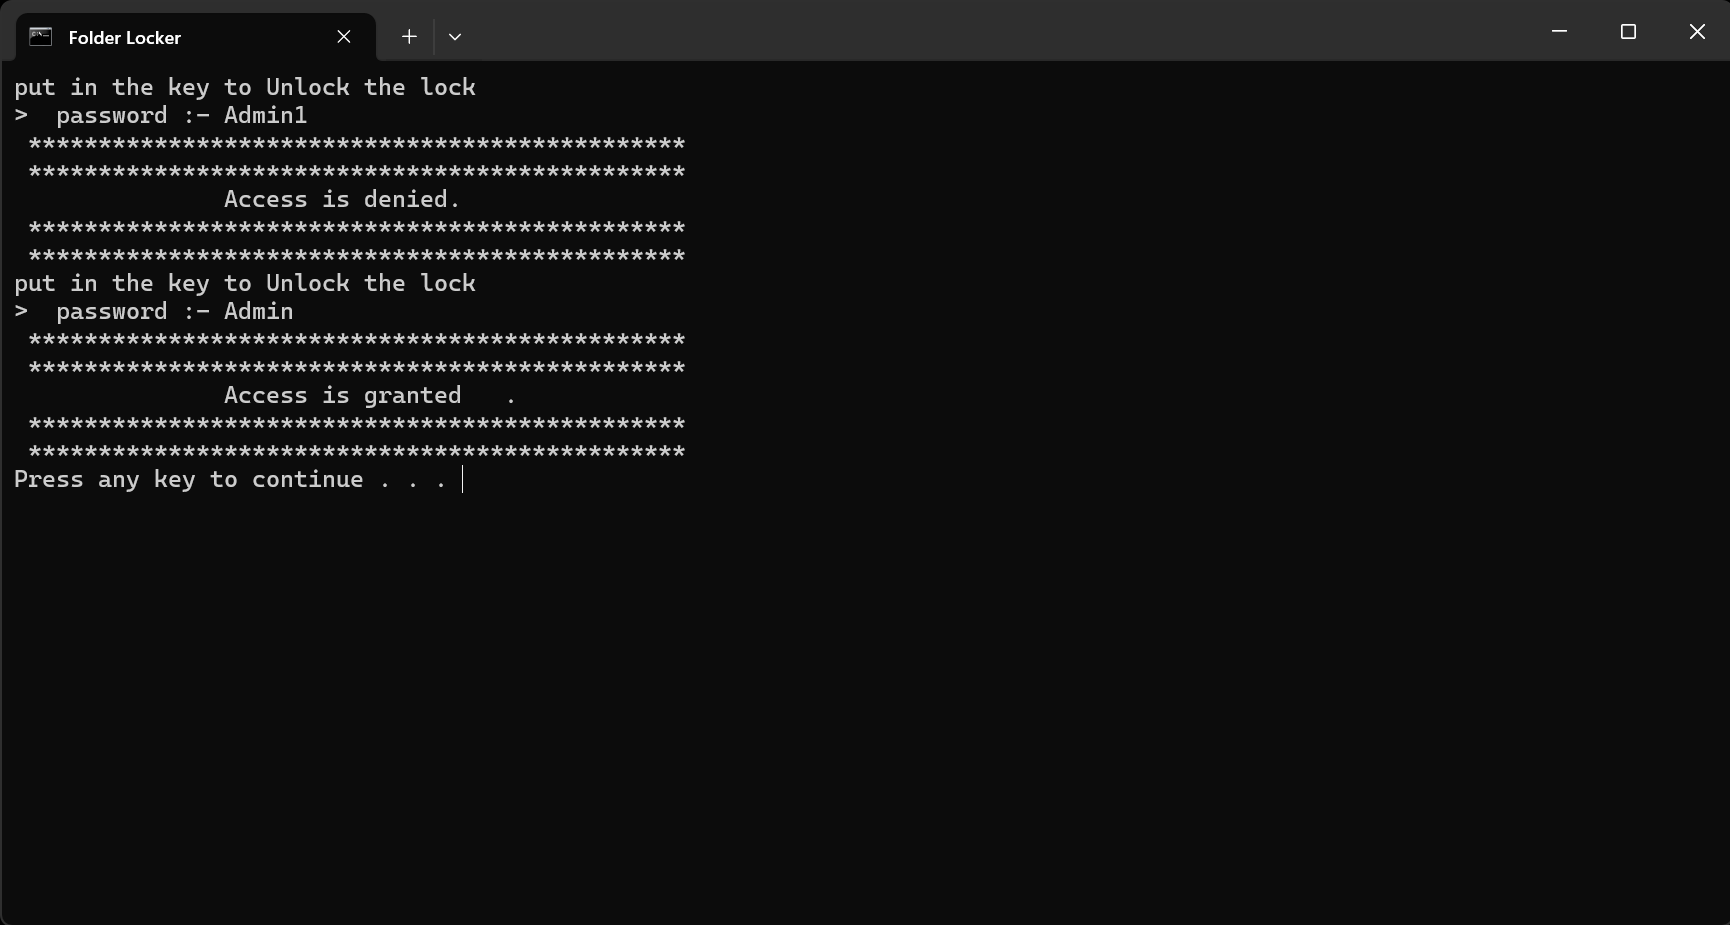 Folder Locker
put in the key to Unlock the lock
>  password :- Admin1
 ***********************************************
 ***********************************************
               Access is denied.
 ***********************************************
 ***********************************************
put in the key to Unlock the lock
>  password :- Admin
 ***********************************************
 ***********************************************
               Access is granted   .
 ***********************************************
 ***********************************************
Press any key to continue . . .